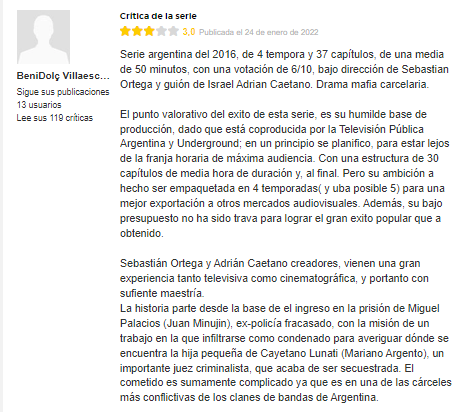 Crítica de la serie
3,0 Publicada el 24 de enero de 2022
BeniDolç Villaesc...
Sigue sus publicaciones
13 usuarios
Lee sus 119 críticas
Serie argentina del 2016, de 4 tempora y 37 capítulos, de una media
de 50 minutos, con una votación de 6/10, bajo dirección de Sebastian
Ortega y guión de Israel Adrian Caetano. Drama mafia carcelaria.
El punto valorativo del exito de esta serie, es su humilde base de
producción, dado que está coproducida por la Televisión Pública
Argentina y Underground; en un principio se planifico, para estar lejos
de la franja horaria de máxima audiencia. Con una estructura de 30
capítulos de media hora de duración y, al final. Pero su ambición a
hecho ser empaquetada en 4 temporadas( y uba posible 5) para una
mejor exportación a otros mercados audiovisuales. Además, su bajo
presupuesto no ha sido trava para lograr el gran exito popular que a
obtenido.
Sebastián Ortega y Adrián Caetano creadores, vienen una gran
experiencia tanto televisiva como cinematográfica, y portanto con
sufiente maestría.
La historia parte desde la base de el ingreso en la prisión de Miguel
Palacios (Juan Minujin), ex-policía fracasado, con la misión de un
trabajo en la que infiltrarse como condenado para averiguar dónde se
encuentra la hija pequeña de Cayetano Lunati (Mariano Argento), un
importante juez criminalista, que acaba de ser secuestrada. El
cometido es sumamente complicado ya que es en una de las cárceles
más conflictivas de los clanes de bandas de Argentina.